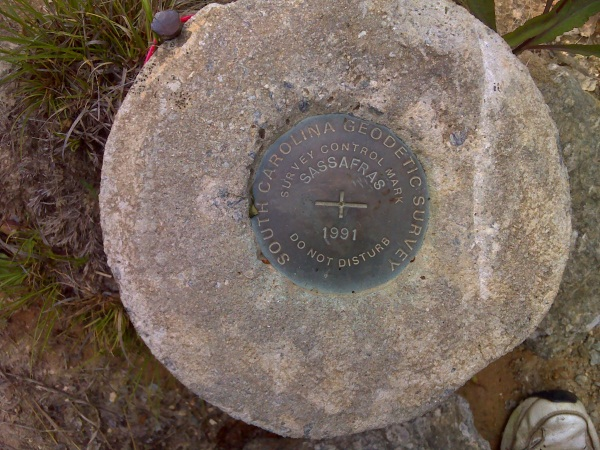 SOUTH CAROLINA GEODETIC SURVEY
SURVEY CONTROL MARK
SASSAFRAS
1991
DO NOT DISTURB